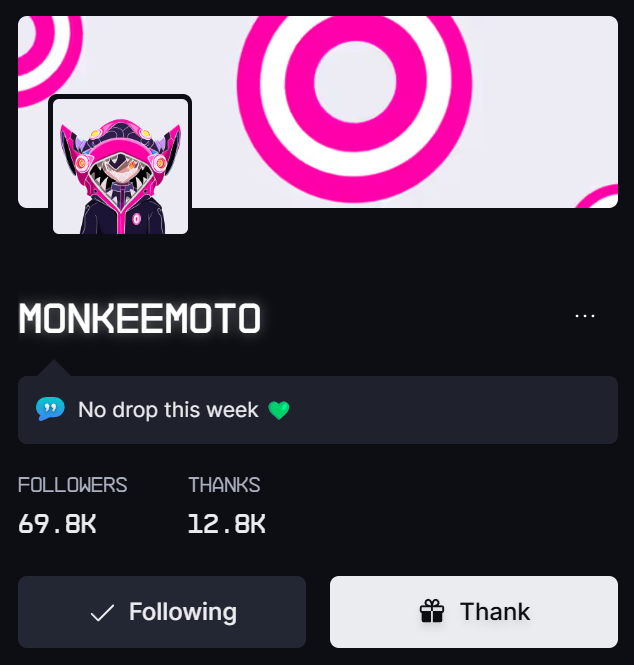 MONKEEMOTO
No drop this week 💚
FOLLOWERS THANKS
69.8K 12.8K
Following Thank